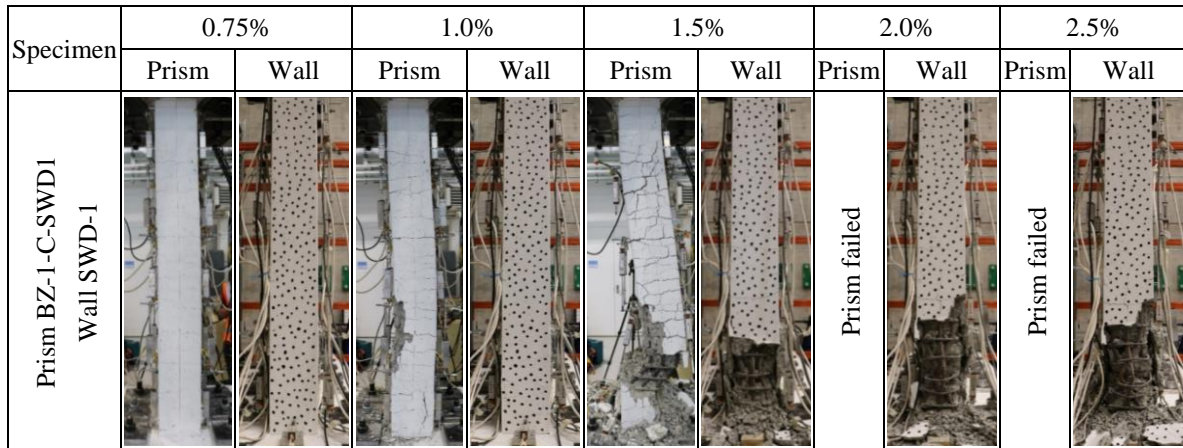 Specimen
0.75%
1.0%
1.5%
2.0%
2.5%
Prism
Wall
Prism
Wall
Prism
Wall
Prism
Wall
Prism
Wall
Prism BZ-1-C-SWD1
Wall SWD-1
Prism failed
Prism failed